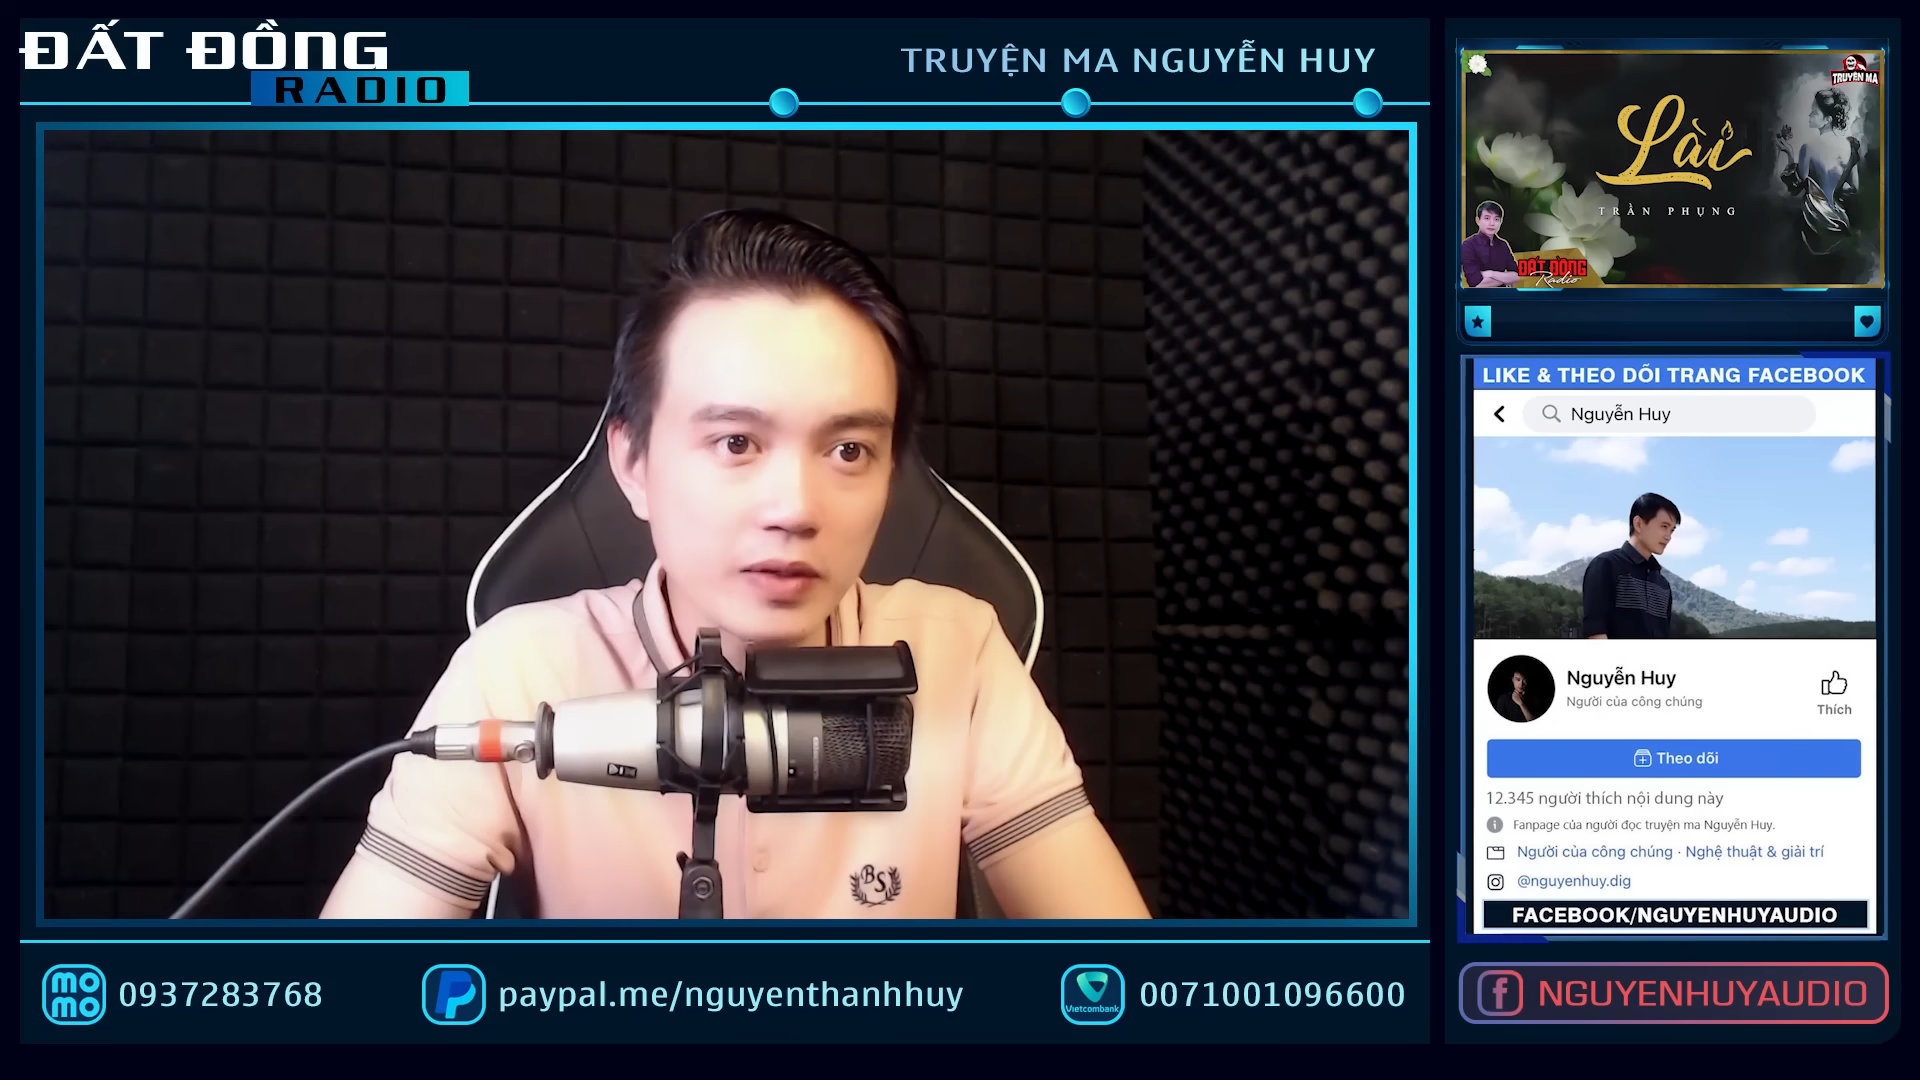 ĐẤT ĐỒNG
RADIO
TRUYỆN MA NGUYỄN HUY
TRUYỆN MA
Lài
TRẦN PHỤNG
ĐẤT ĐỒNG
Radio
LIKE & THEO DÕI TRANG FACEBOOK
Nguyễn Huy
Nguyễn Huy
Người của công chúng
Thích
Theo dõi
12.345 người thích nội dung này
Fanpage của người đọc truyện ma Nguyễn Huy.
Người của công chúng · Nghệ thuật & giải trí
@nguyenhuy.dig
FACEBOOK/NGUYENHUYAUDIO
BS
mo
mo
0937283768
paypal.me/nguyenthanhhuy
Vietcombank
0071001096600
NGUYENHUYAUDIO